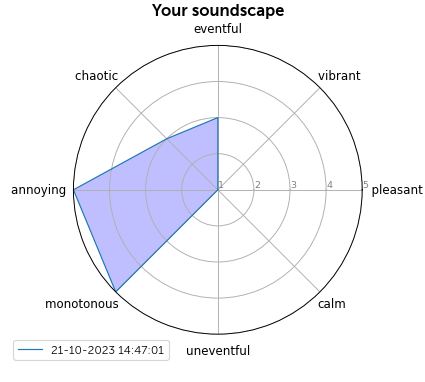 Your soundscape
eventful
chaotic
vibrant
annoying
1 2 3 4 5
pleasant
monotonous
calm
uneventful
21-10-2023 14:47:01